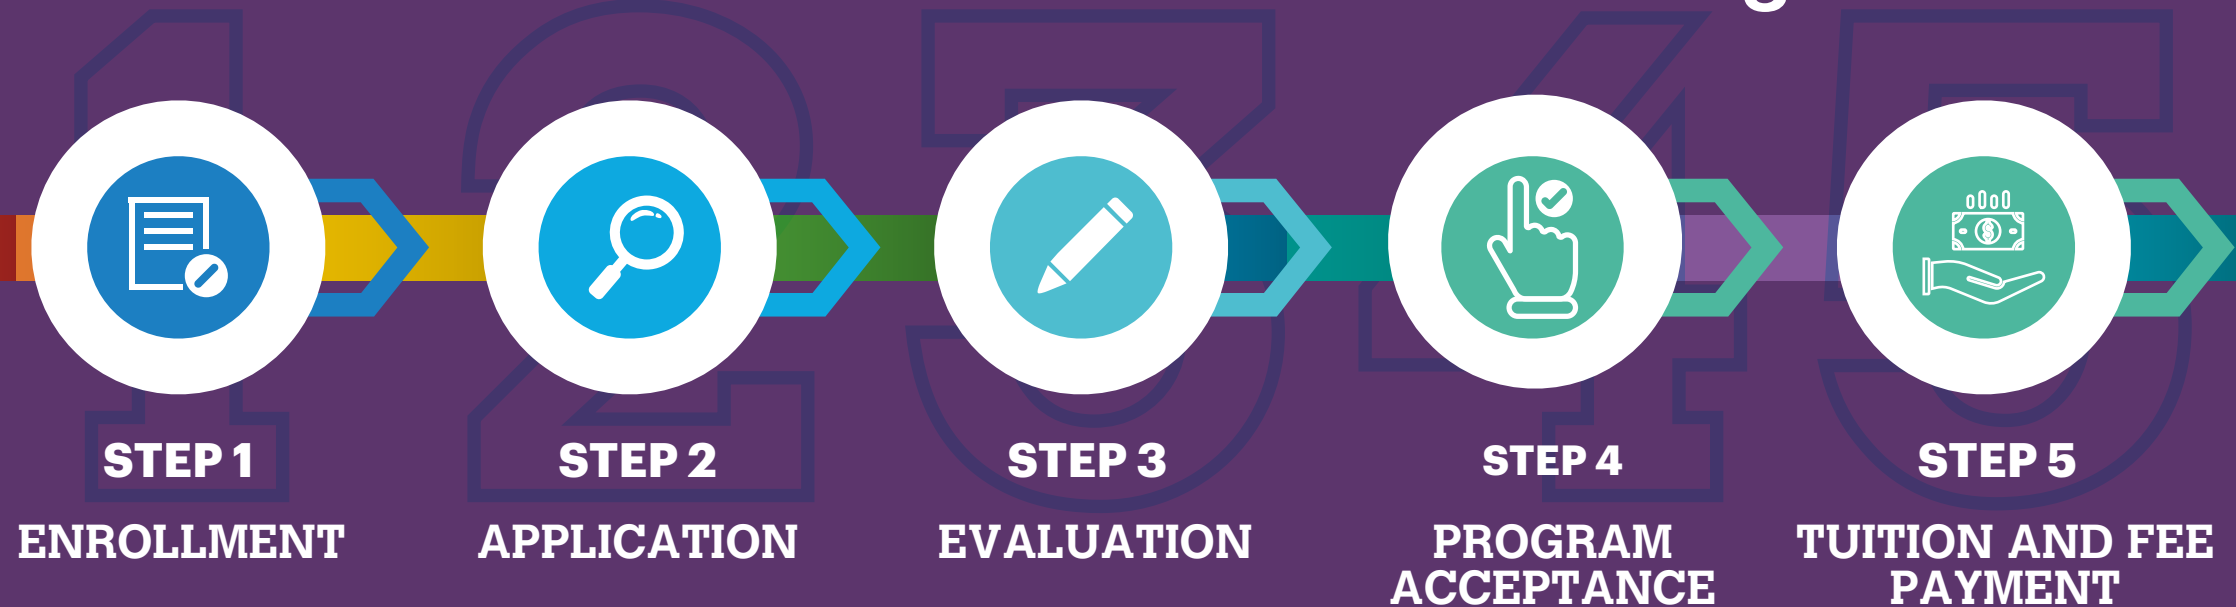 STEP 1
ENROLLMENT
STEP 2
APPLICATION
STEP 3
EVALUATION
STEP 4
PROGRAM
ACCEPTANCE
STEP 5
TUITION AND FEE
PAYMENT